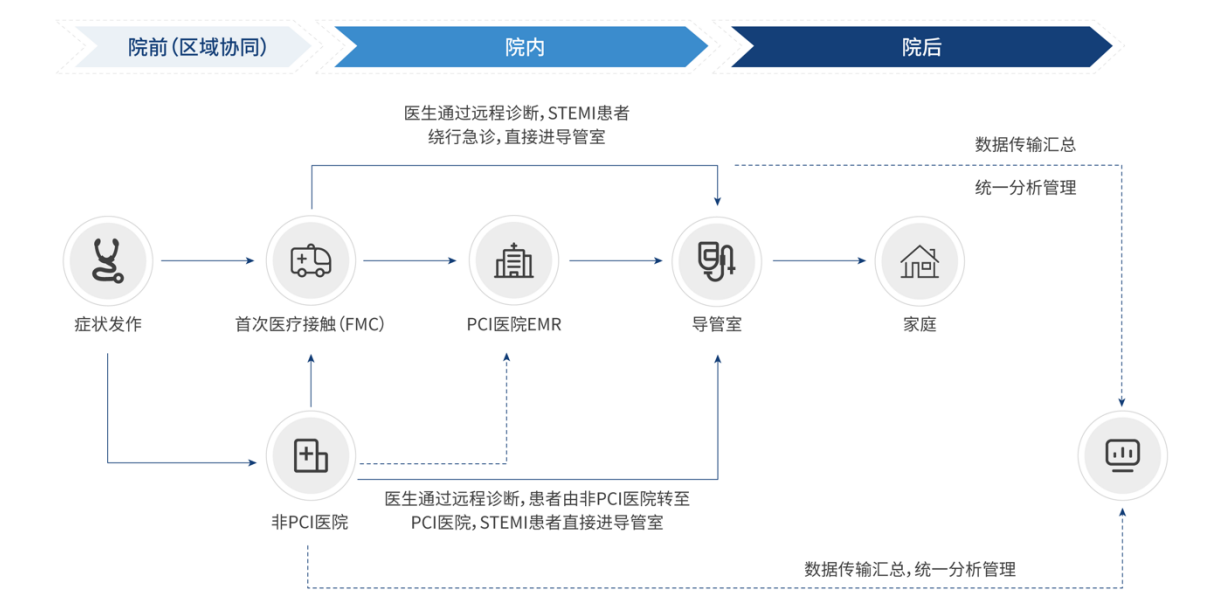 院前(区域协同)
院内
院后
医生通过远程诊断,STEMI患者
绕行急诊,直接进导管室
数据传输汇总
统一分析管理
症状发作
首次医疗接触(FMC)
PCI医院EMR
导管室
家庭
医生通过远程诊断,患者由非PCI医院转至
PCI医院,STEMI患者直接进导管室
非PCI医院
数据传输汇总,统一分析管理